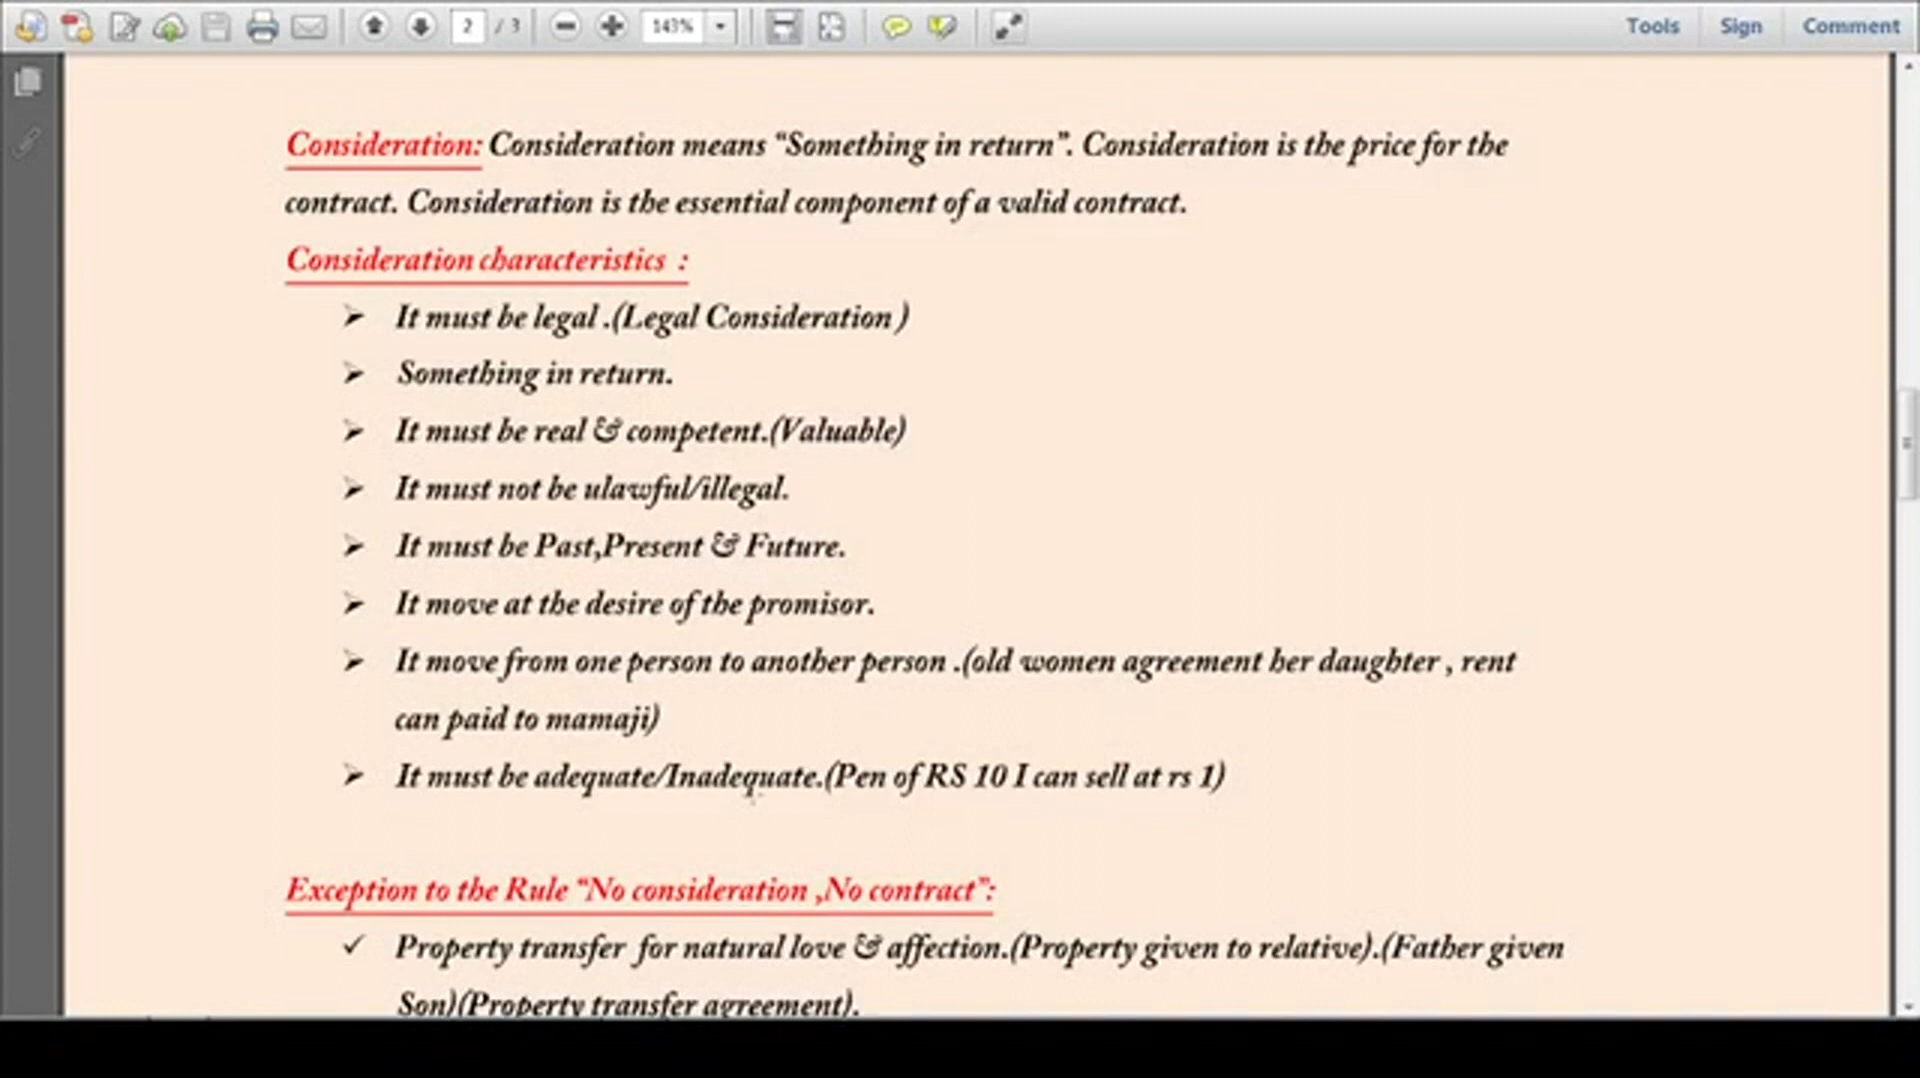 2 / 3 143% Tools Sign Comment
Consideration: Consideration means “Something in return”. Consideration is the price for the
contract. Consideration is the essential component of a valid contract.
Consideration characteristics :
➢ It must be legal .(Legal Consideration )
➢ Something in return.
➢ It must be real & competent.(Valuable)
➢ It must not be ulawful/illegal.
➢ It must be Past,Present & Future.
➢ It move at the desire of the promisor.
➢ It move from one person to another person .(old women agreement her daughter , rent
can paid to mamaji)
➢ It must be adequate/Inadequate.(Pen of RS 10 I can sell at rs 1)
Exception to the Rule “No consideration ,No contract”:
✓ Property transfer for natural love & affection.(Property given to relative).(Father given
Son)(Property transfer agreement).